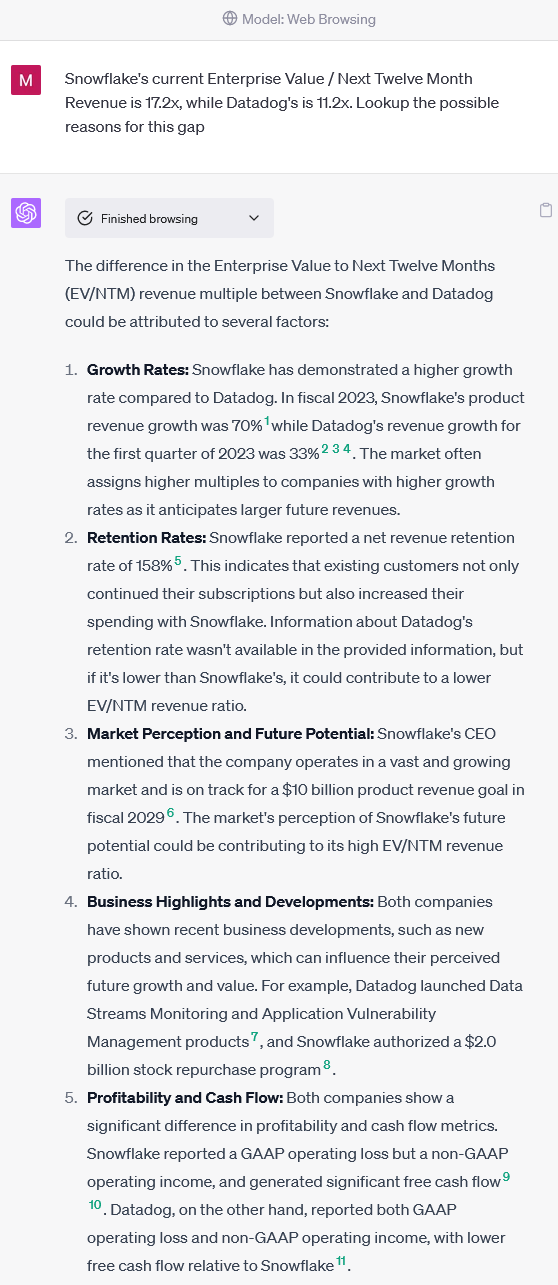 Model: Web Browsing
M
Snowflake's current Enterprise Value / Next Twelve Month
Revenue is 17.2x, while Datadog's is 11.2x. Lookup the possible
reasons for this gap
Finished browsing
The difference in the Enterprise Value to Next Twelve Months
(EV/NTM) revenue multiple between Snowflake and Datadog
could be attributed to several factors:
1. Growth Rates: Snowflake has demonstrated a higher growth
rate compared to Datadog. In fiscal 2023, Snowflake's product
revenue growth was 70% 1 while Datadog's revenue growth for
the first quarter of 2023 was 33% 2 3 4 . The market often
assigns higher multiples to companies with higher growth
rates as it anticipates larger future revenues.
2. Retention Rates: Snowflake reported a net revenue retention
rate of 158% 5 . This indicates that existing customers not only
continued their subscriptions but also increased their
spending with Snowflake. Information about Datadog's
retention rate wasn't available in the provided information, but
if it's lower than Snowflake's, it could contribute to a lower
EV/NTM revenue ratio.
3. Market Perception and Future Potential: Snowflake's CEO
mentioned that the company operates in a vast and growing
market and is on track for a $10 billion product revenue goal in
fiscal 2029 6 . The market's perception of Snowflake's future
potential could be contributing to its high EV/NTM revenue
ratio.
4. Business Highlights and Developments: Both companies
have shown recent business developments, such as new
products and services, which can influence their perceived
future growth and value. For example, Datadog launched Data
Streams Monitoring and Application Vulnerability
Management products 7 , and Snowflake authorized a $2.0
billion stock repurchase program 8 .
5. Profitability and Cash Flow: Both companies show a
significant difference in profitability and cash flow metrics.
Snowflake reported a GAAP operating loss but a non-GAAP
operating income, and generated significant free cash flow 9
10 . Datadog, on the other hand, reported both GAAP
operating loss and non-GAAP operating income, with lower
free cash flow relative to Snowflake 11 .